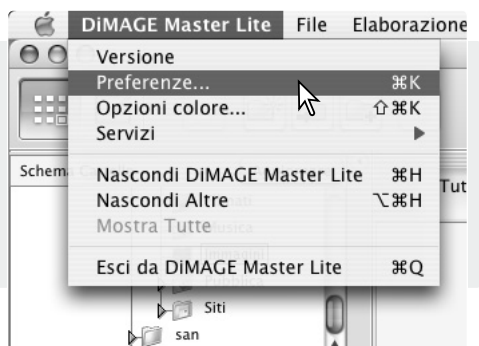 DiMAGE Master Lite File Elaborazione
Versione
Preferenze... ⌘K
Opzioni colore... ⇧⌘K
Servizi
Schema
Nascondi DiMAGE Master Lite ⌘H
Tut
Nascondi Altre ⌥⌘H
Mostra Tutte
Esci da DiMAGE Master Lite ⌘Q
Pubblica
Siti
san